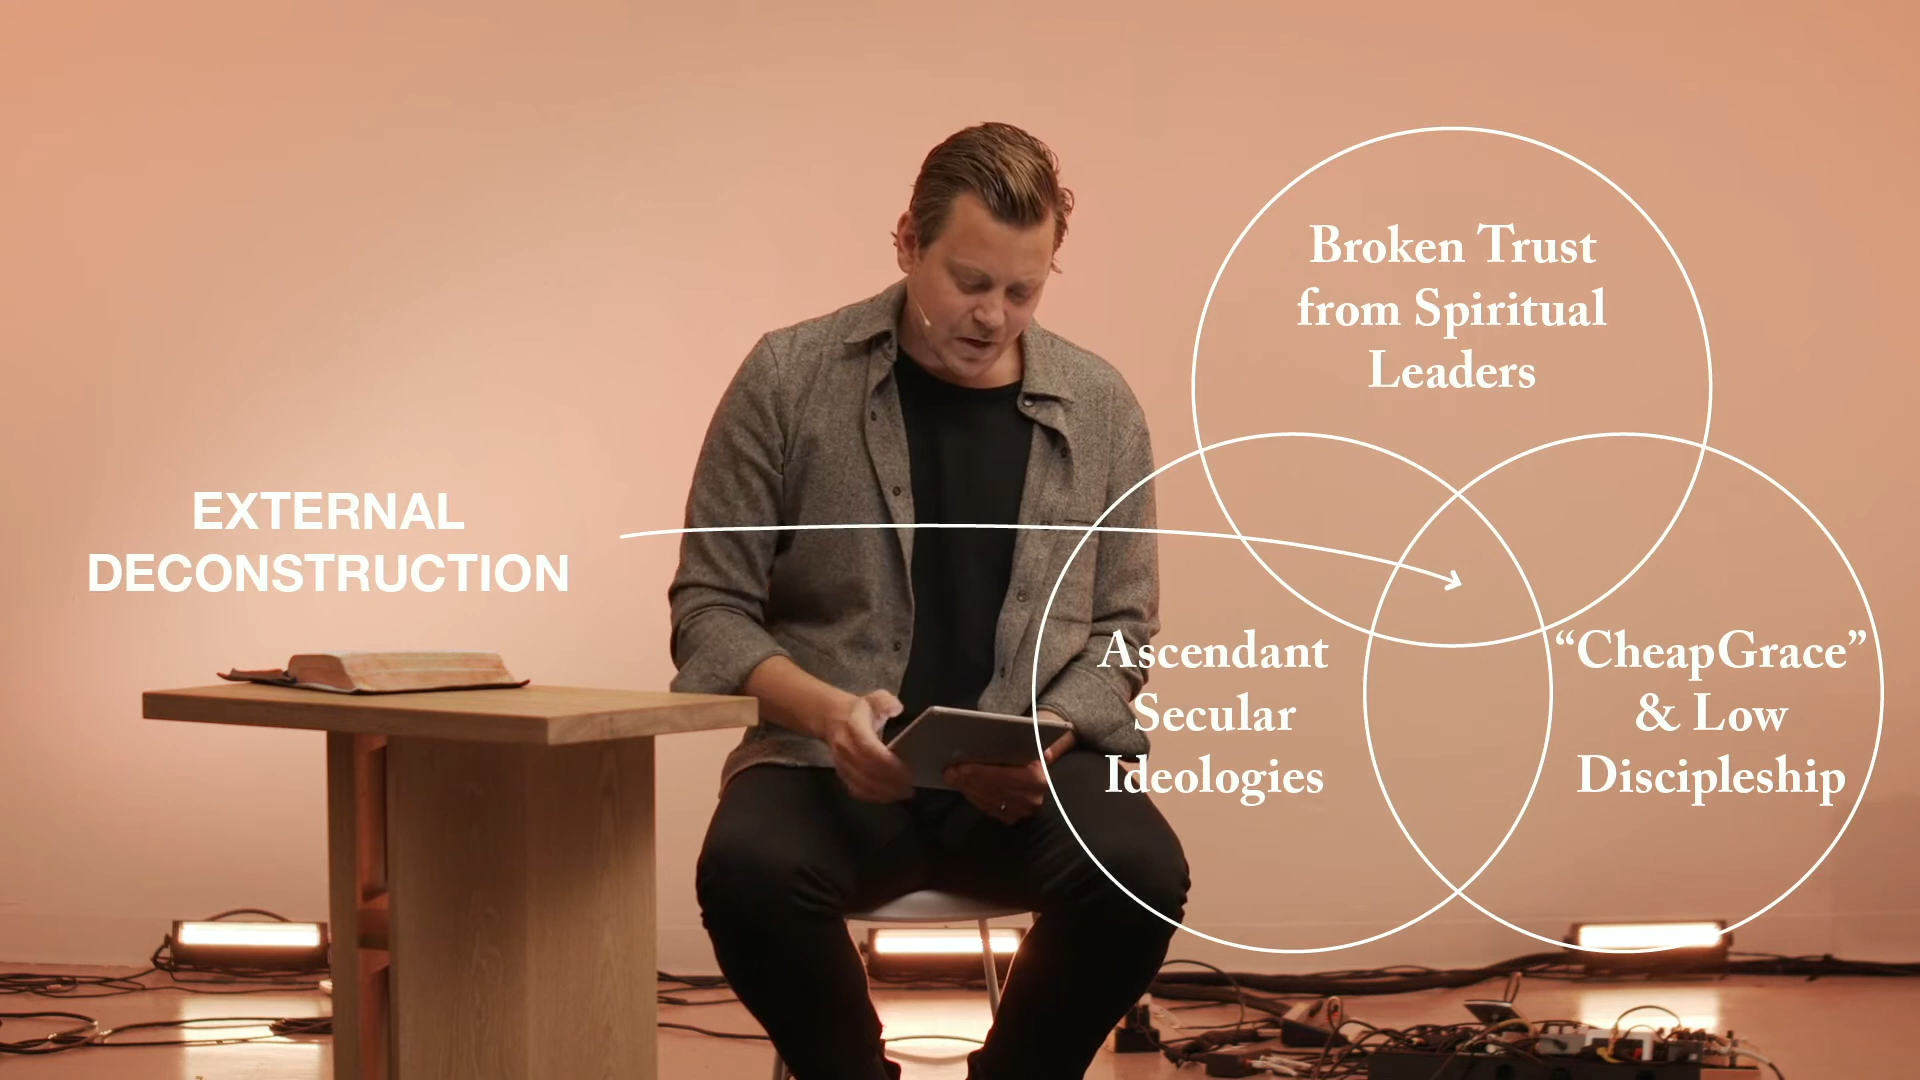 EXTERNAL
DECONSTRUCTION
Broken Trust
from Spiritual
Leaders
Ascendant
Secular
Ideologies
“CheapGrace”
& Low
Discipleship